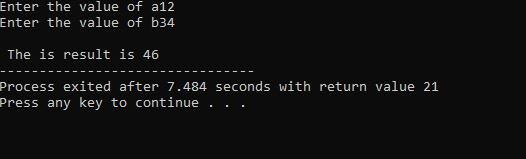 Enter the value of a12
Enter the value of b34
 The is result is 46
--------------------------------
Process exited after 7.484 seconds with return value 21
Press any key to continue . . .